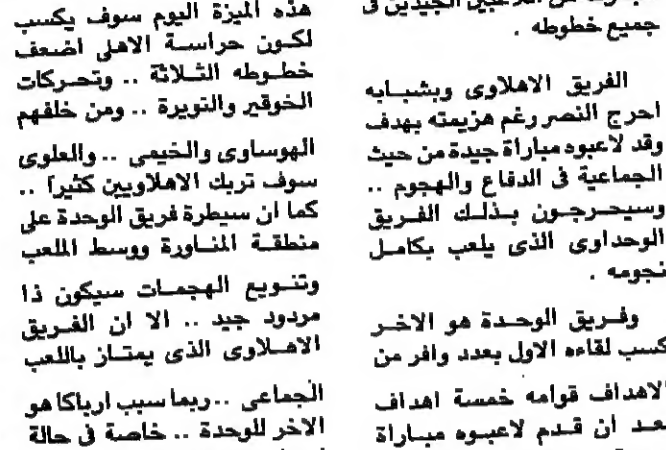 جميع خطوطه .
الفريق الاهلاوى وبشبابه
احرج النصر رغم هزيمته بهدف
وقد لاعبوه مباراة جيدة من حيث
الجماعية فى الدفاع والهجوم ..
وسيحرجون بذلك الفريق
الوحداوى الذى يلعب بكامل
نجومه .
وفريق الوحدة هو الاخر
كسب لقاءه الاول بعدد وافر من
الاهداف قوامه خمسة اهداف
بعد ان قدم لاعبوه مباراة
هذه الميزة اليوم سوف يكسب
لكون حراسة الاهلى اضعف
خطوطه الثلاثة .. وتحركات
الخوقير والنويرة .. ومن خلفهم
الهوساوى والخيمى .. والعلوى
سوف تربك الاهلاويين كثيرا ..
كما ان سيطرة فريق الوحدة على
منطقة المناورة ووسط الملعب
وتنويع الهجمات سيكون ذا
مردود جيد .. الا ان الفريق
الاهلاوى الذى يمتاز باللعب
الجماعى .. ربما سبب ارباكا هو
الاخر للوحدة .. خاصة فى حالة